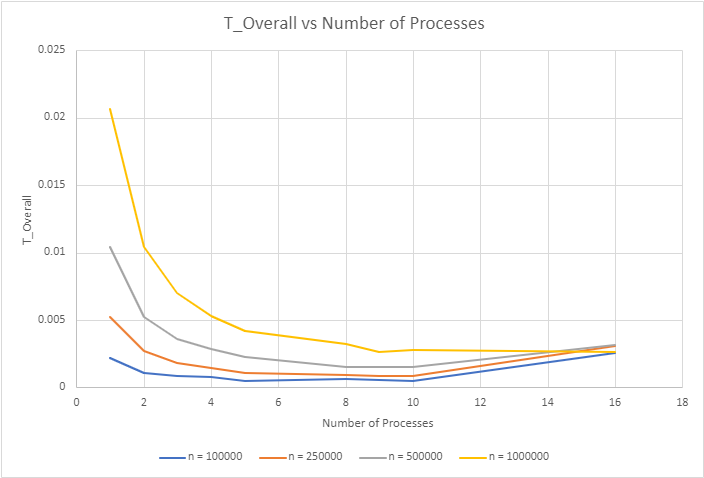 T_Overall vs Number of Processes
0.025
0.02
0.015
0.01
0.005
0
T_Overall
0 2 4 6 8 10 12 14 16 18
Number of Processes
n = 100000 n = 250000 n = 500000 n = 1000000